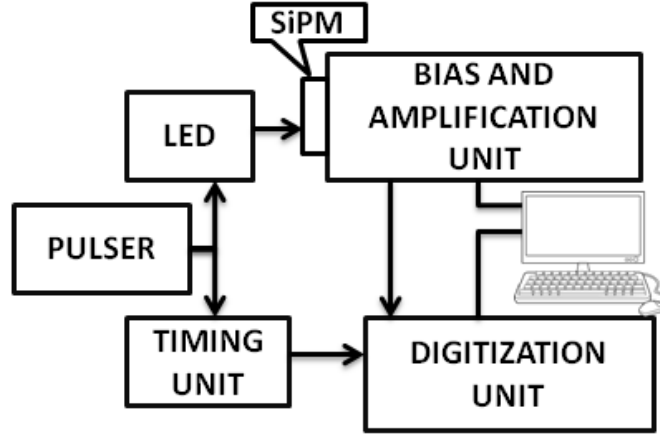 SiPM
BIAS AND
AMPLIFICATION
UNIT
LED
PULSER
TIMING
UNIT
DIGITIZATION
UNIT